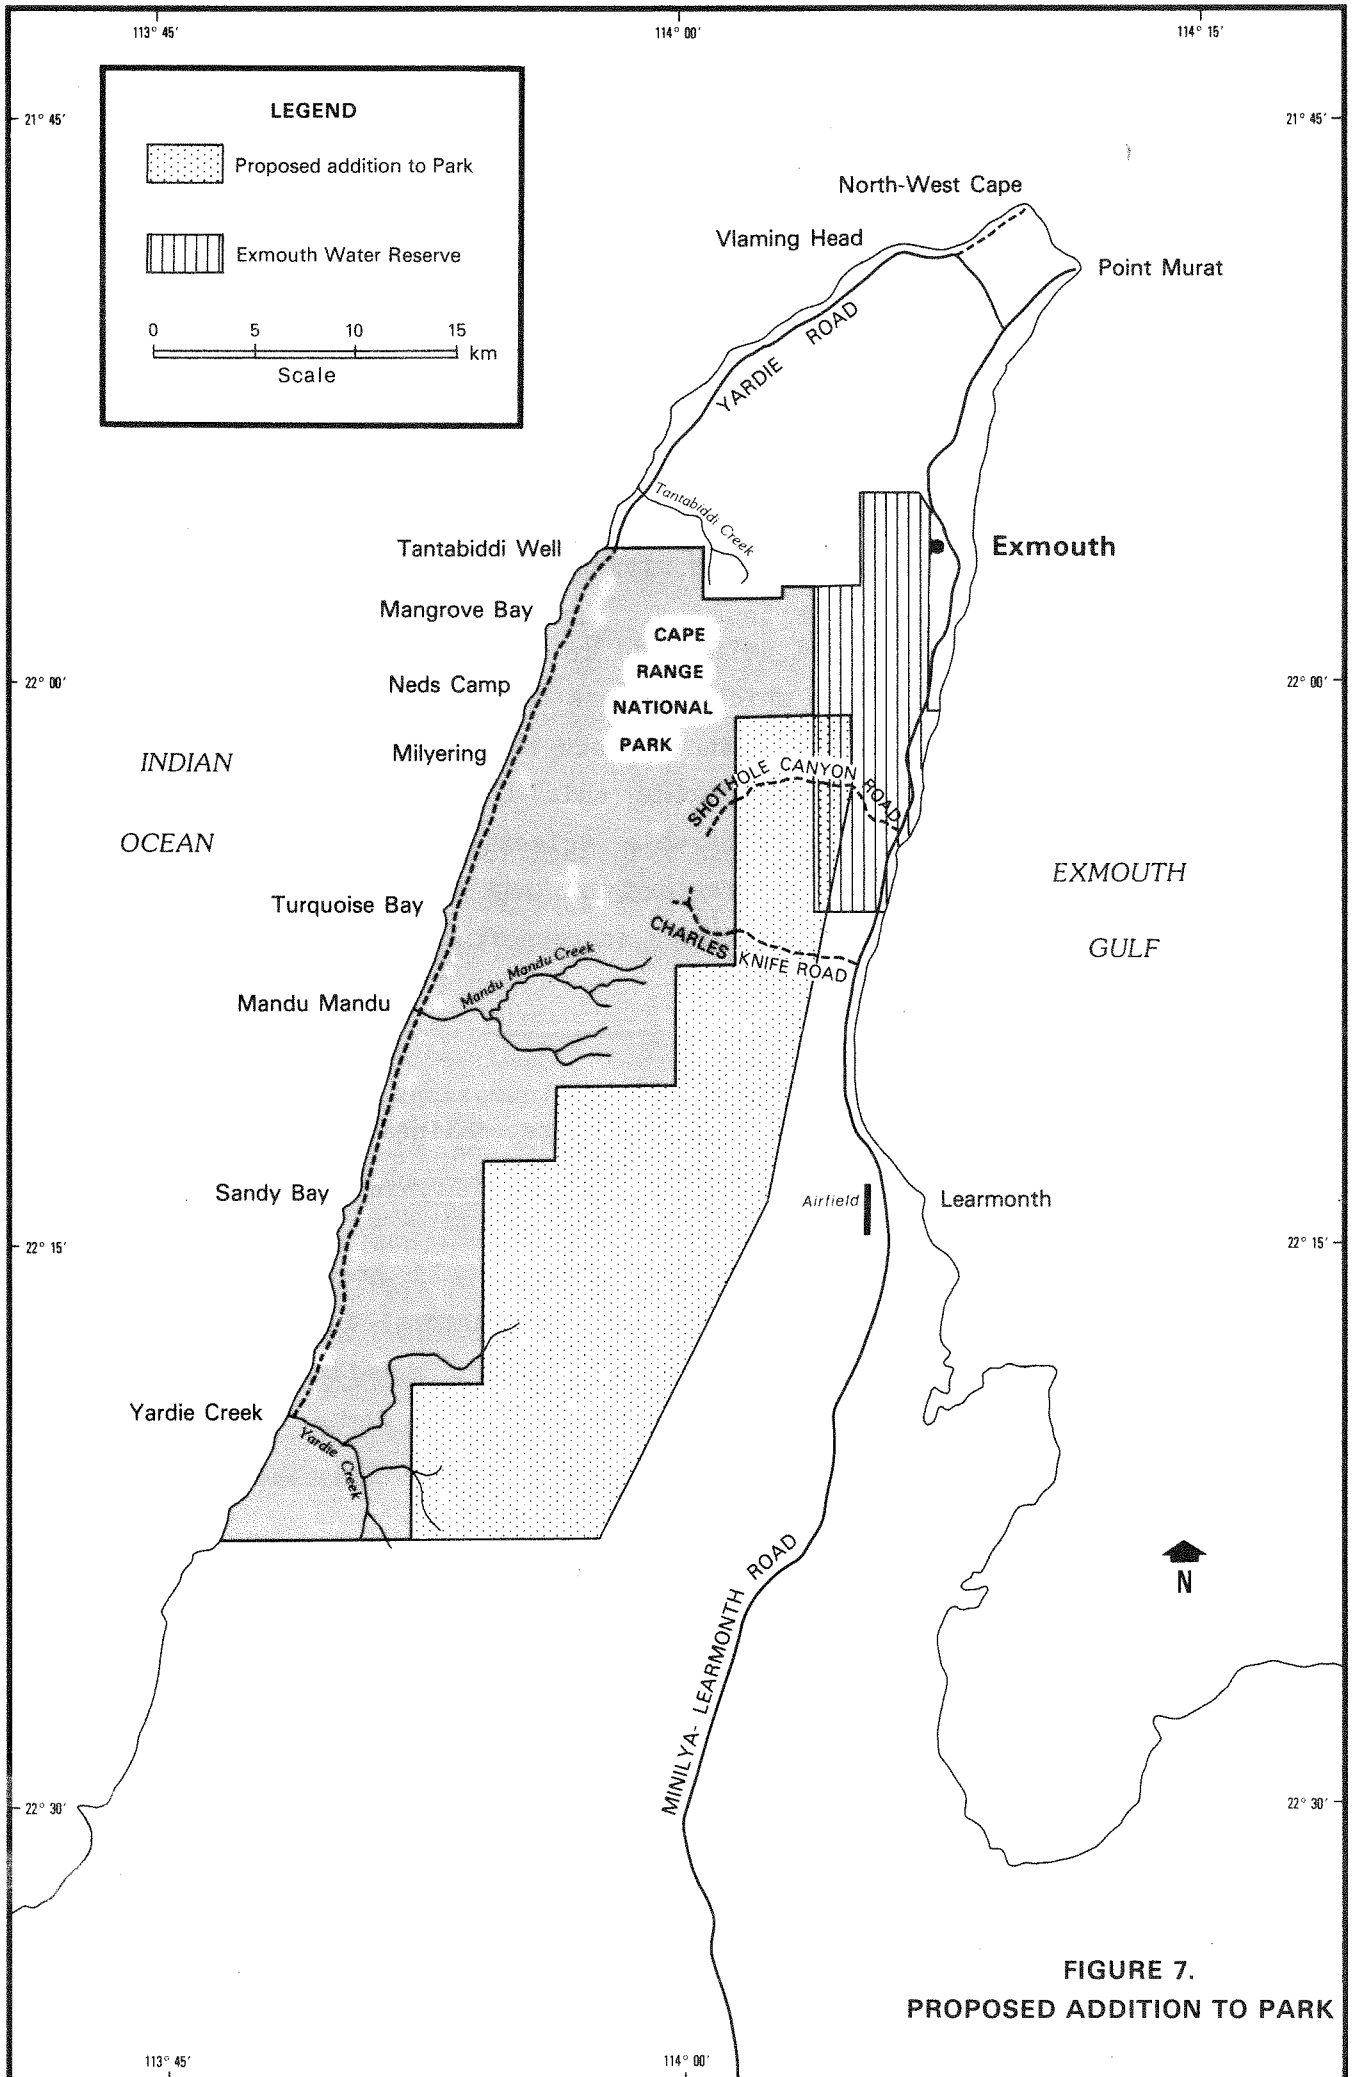 113° 45′
114° 00′
114° 15′
LEGEND
Proposed addition to Park
Exmouth Water Reserve
0 5 10 15 km
Scale
21° 45′
21° 45′
North-West Cape
Vlaming Head
Point Murat
YARDIE ROAD
Tantabiddi Creek
Tantabiddi Well
Exmouth
Mangrove Bay
CAPE
RANGE
NATIONAL
PARK
Neds Camp
22° 00′
22° 00′
Milyering
INDIAN
OCEAN
SHOTHOLE CANYON ROAD
EXMOUTH
GULF
Turquoise Bay
CHARLES KNIFE ROAD
Mandu Mandu Creek
Mandu Mandu
Sandy Bay
Airfield
Learmonth
22° 15′
22° 15′
Yardie Creek
Yardie Creek
N
MINILYA- LEARMONTH ROAD
22° 30′
22° 30′
FIGURE 7.
PROPOSED ADDITION TO PARK
113° 45′
114° 00′